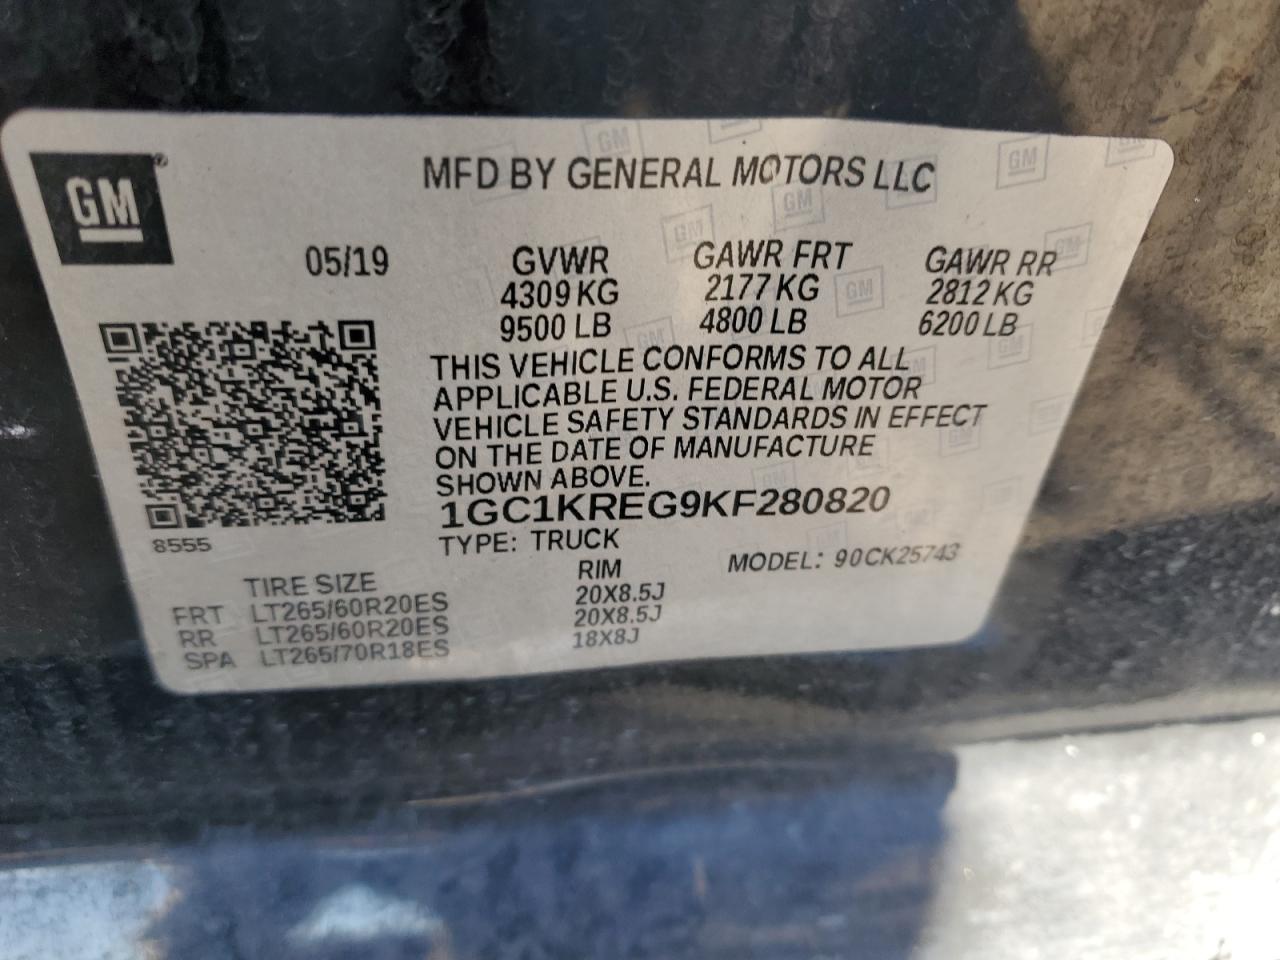 GM®
MFD BY GENERAL MOTORS LLC
05/19
GVWR
4309 KG
9500 LB
GAWR FRT
2177 KG
4800 LB
GAWR RR
2812 KG
6200 LB
THIS VEHICLE CONFORMS TO ALL
APPLICABLE U.S. FEDERAL MOTOR
VEHICLE SAFETY STANDARDS IN EFFECT
ON THE DATE OF MANUFACTURE
SHOWN ABOVE.
1GC1KREG9KF280820
8555
TYPE: TRUCK
MODEL: 90CK25743
TIRE SIZE RIM
FRT LT265/60R20ES 20X8.5J
RR LT265/60R20ES 20X8.5J
SPA LT265/70R18ES 18X8J